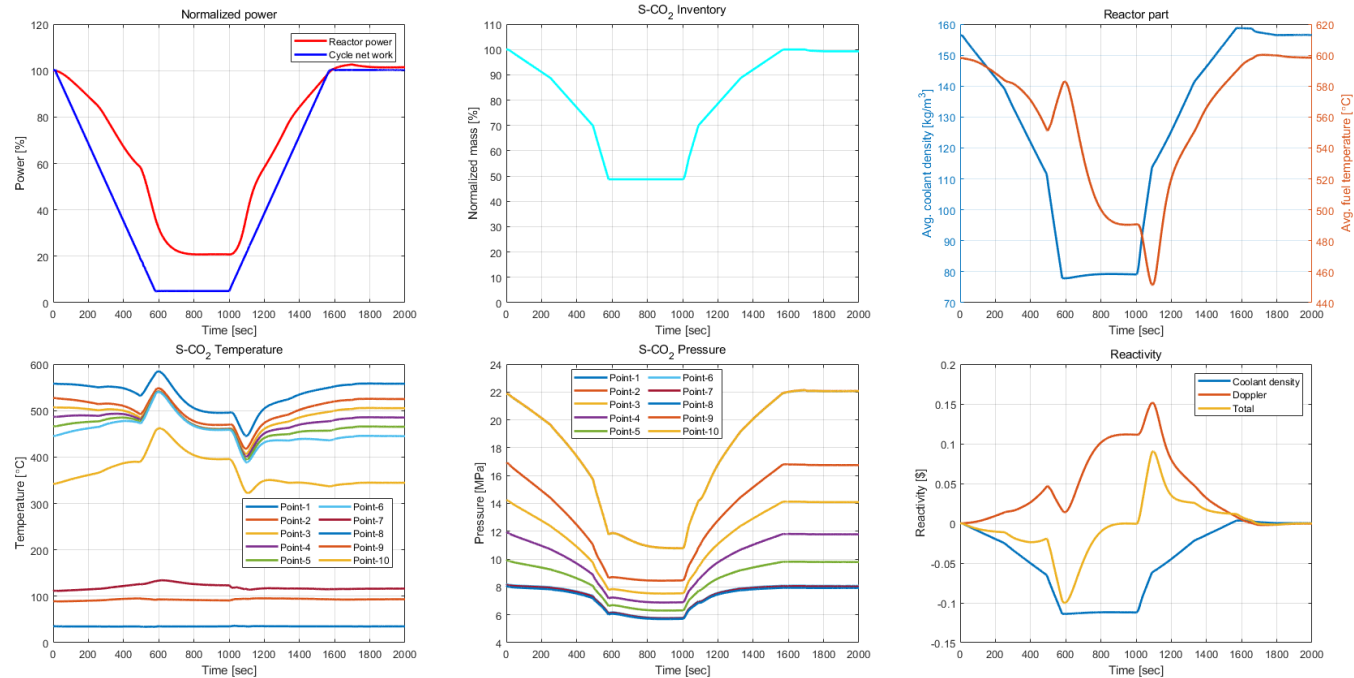 Normalized power
120
100
80
60
40
20
0
Power [%]
Reactor power
Cycle net work
0 200 400 600 800 1000 1200 1400 1600 1800 2000
Time [sec]
S-CO2 Inventory
120
110
100
90
80
70
60
50
40
30
20
10
0
Normalized mass [%]
0 200 400 600 800 1000 1200 1400 1600 1800 2000
Time [sec]
Reactor part
160
150
140
130
120
110
100
90
80
70
Avg. coolant density [kg/m3]
620
600
580
560
540
520
500
480
460
440
Avg. fuel temperature [°C]
0 200 400 600 800 1000 1200 1400 1600 1800 2000
Time [sec]
S-CO2 Temperature
600
500
400
300
200
100
0
Temperature [°C]
Point-1 Point-6
Point-2 Point-7
Point-3 Point-8
Point-4 Point-9
Point-5 Point-10
0 200 400 600 800 1000 1200 1400 1600 1800 2000
Time [sec]
S-CO2 Pressure
24
22
20
18
16
14
12
10
8
6
4
Pressure [MPa]
Point-1 Point-6
Point-2 Point-7
Point-3 Point-8
Point-4 Point-9
Point-5 Point-10
0 200 400 600 800 1000 1200 1400 1600 1800 2000
Time [sec]
Reactivity
0.2
0.15
0.1
0.05
0
-0.05
-0.1
-0.15
Reactivity [$]
Coolant density
Doppler
Total
0 200 400 600 800 1000 1200 1400 1600 1800 2000
Time [sec]